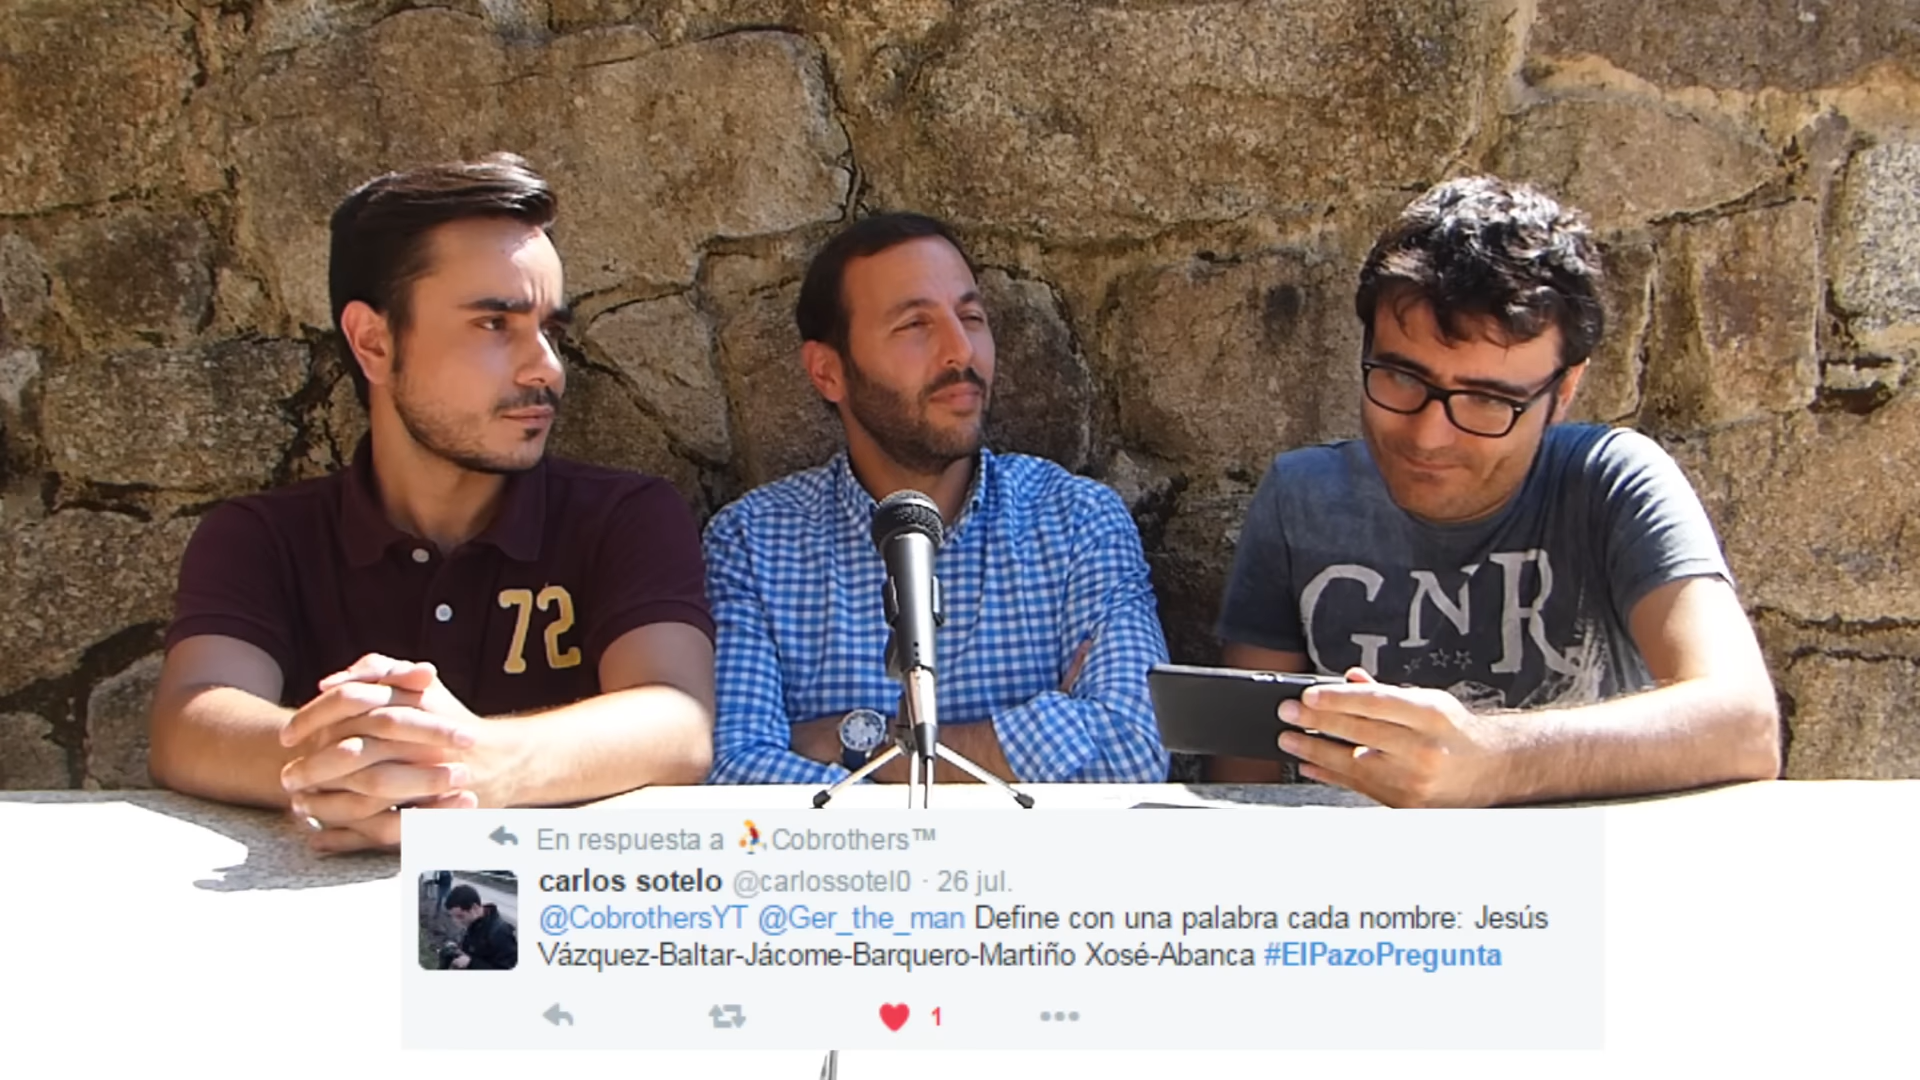 72
GNR
En respuesta a Cobrothers™
carlos sotelo @carlossotel0 · 26 jul.
@CobrothersYT @Ger_the_man Define con una palabra cada nombre: Jesús
Vázquez-Baltar-Jácome-Barquero-Martiño Xosé-Abanca #ElPazoPregunta
1